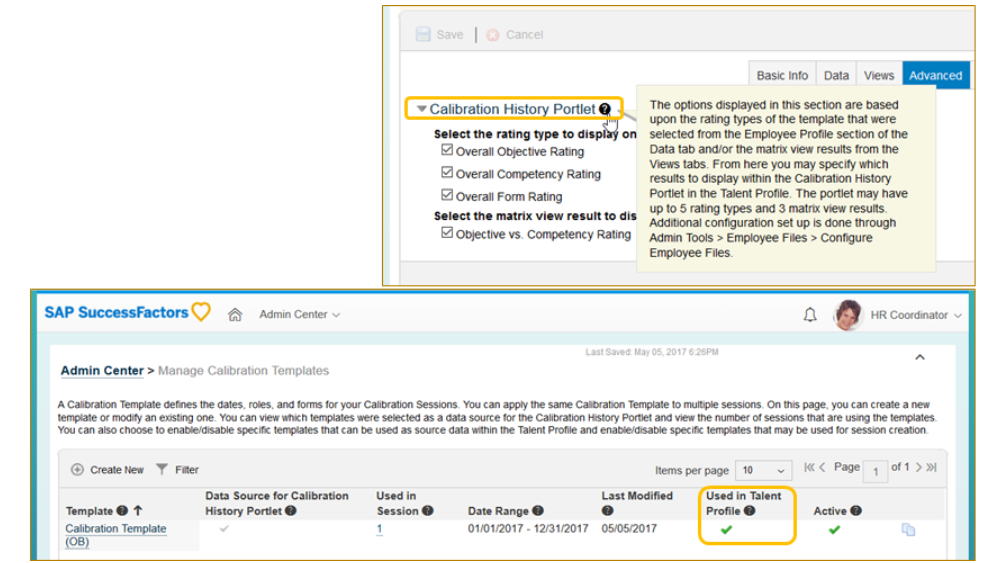 Save | Cancel
Basic Info Data Views Advanced
Calibration History Portlet
Select the rating type to display on
Overall Objective Rating
Overall Competency Rating
Overall Form Rating
Select the matrix view result to dis
Objective vs. Competency Rating
The options displayed in this section are based
upon the rating types of the template that were
selected from the Employee Profile section of the
Data tab and/or the matrix view results from the
Views tabs. From here you may specify which
results to display within the Calibration History
Portlet in the Talent Profile. The portlet may have
up to 5 rating types and 3 matrix view results.
Additional configuration set up is done through
Admin Tools > Employee Files > Configure
Employee Files.
SAP SuccessFactors Admin Center HR Coordinator
Last Saved: May 05, 2017 6:26PM
Admin Center > Manage Calibration Templates
A Calibration Template defines the dates, roles, and forms for your Calibration Sessions. You can apply the same Calibration Template to multiple sessions. On this page, you can create a new
template or modify an existing one. You can view which templates were selected as a data source for the Calibration History Portlet and view the number of sessions that are using the templates.
You can also choose to enable/disable specific templates that can be used as source data within the Talent Profile and enable/disable specific templates that may be used for session creation.
Create New Filter Items per page 10 Page 1 of 1
Data Source for Calibration Used in Last Modified Used in Talent
Template History Portlet Session Date Range Profile Active
Calibration Template 1 01/01/2017 - 12/31/2017 05/05/2017
(OB)